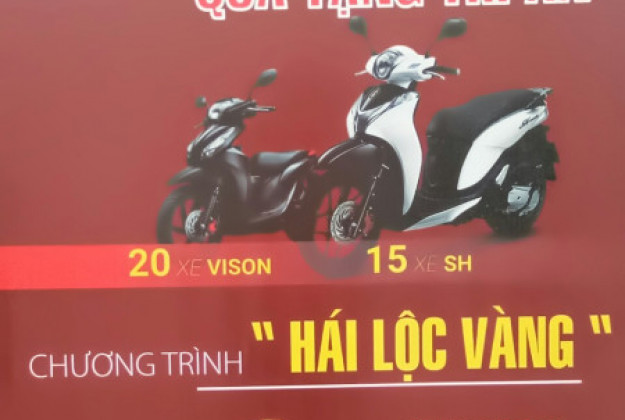 20 XE VISON 15 XE SH
CHƯƠNG TRÌNH " HÁI LỘC VÀNG "